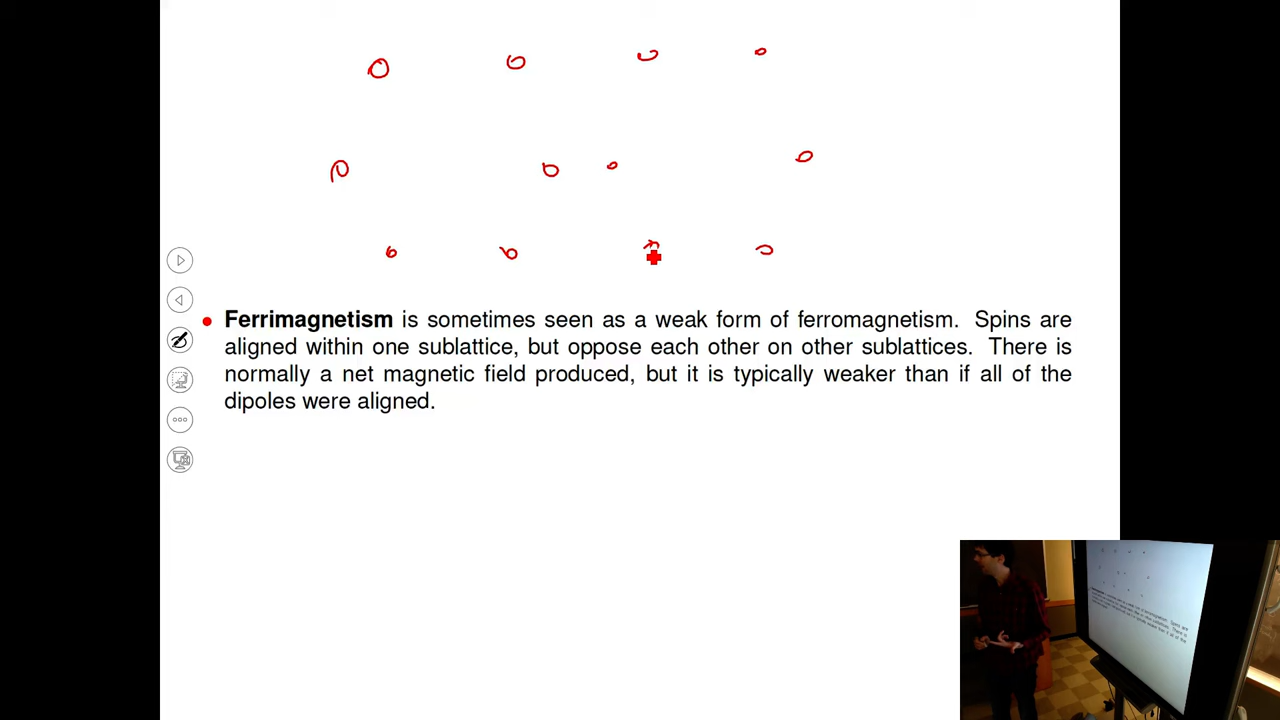 Ferrimagnetism is sometimes seen as a weak form of ferromagnetism. Spins are
aligned within one sublattice, but oppose each other on other sublattices. There is
normally a net magnetic field produced, but it is typically weaker than if all of the
dipoles were aligned.